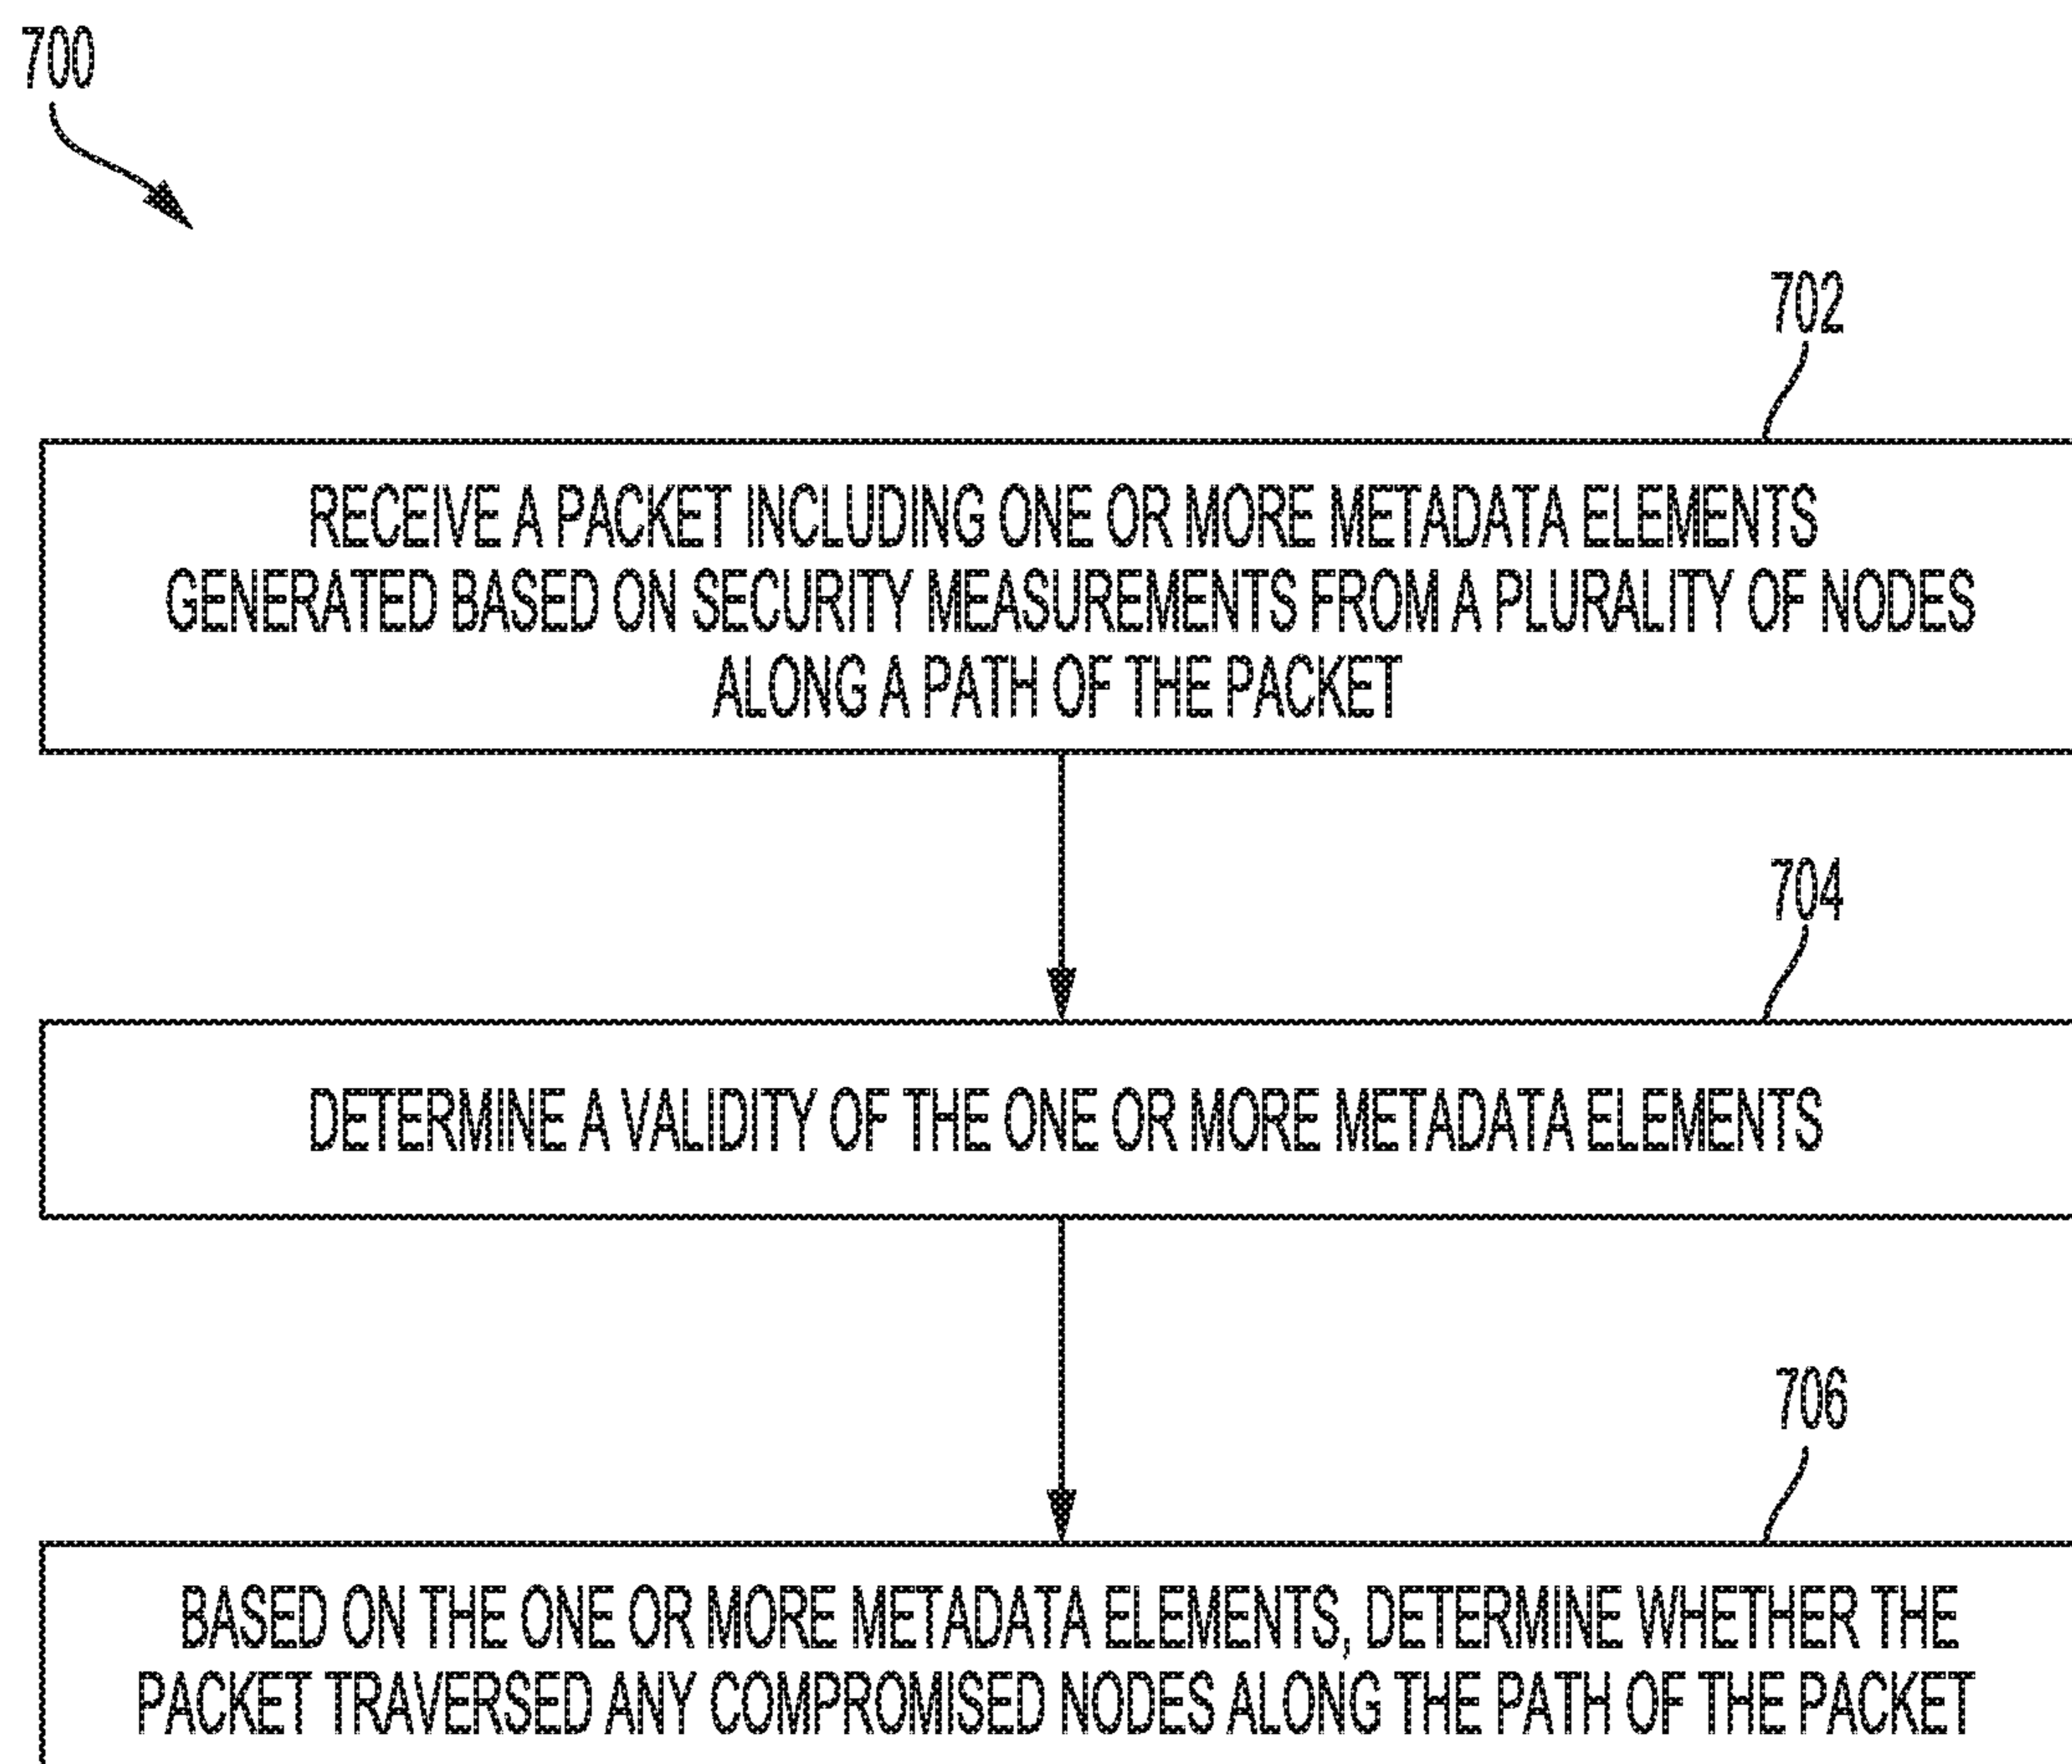 700
702
RECEIVE A PACKET INCLUDING ONE OR MORE METADATA ELEMENTS
GENERATED BASED ON SECURITY MEASUREMENTS FROM A PLURALITY OF NODES
ALONG A PATH OF THE PACKET
704
DETERMINE A VALIDITY OF THE ONE OR MORE METADATA ELEMENTS
706
BASED ON THE ONE OR MORE METADATA ELEMENTS, DETERMINE WHETHER THE
PACKET TRAVERSED ANY COMPROMISED NODES ALONG THE PATH OF THE PACKET